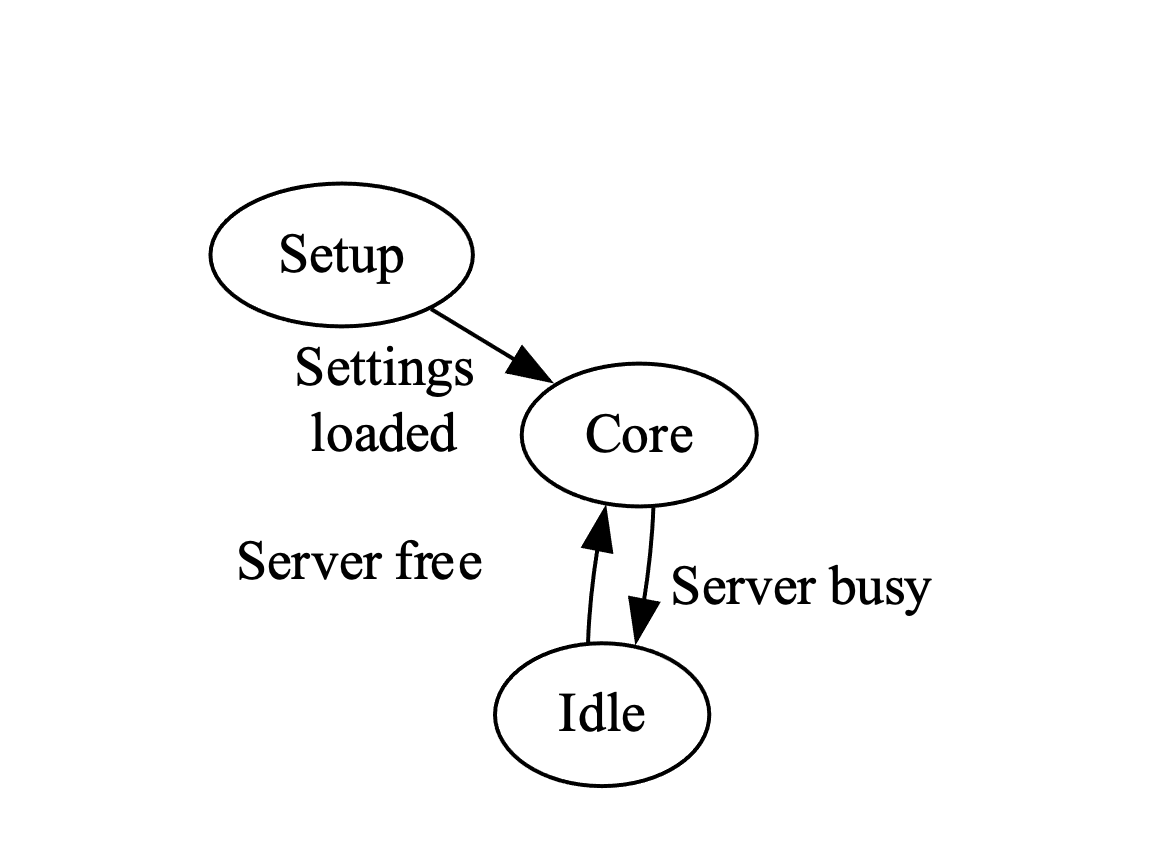 Setup
Settings
loaded
Core
Server free
Server busy
Idle